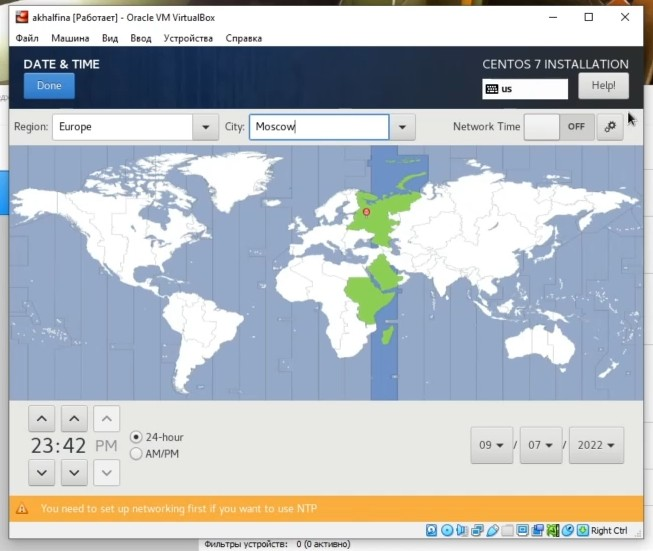 akhalfina [Работает] - Oracle VM VirtualBox
Файл Машина Вид Ввод Устройства Справка
DATE & TIME
CENTOS 7 INSTALLATION
Done
us
Help!
Region: Europe City: Moscow Network Time OFF
23:42 PM
24-hour
AM/PM
09 / 07 / 2022
You need to set up networking first if you want to use NTP
Right Ctrl
Фильтры устройств: 0 (0 активно)